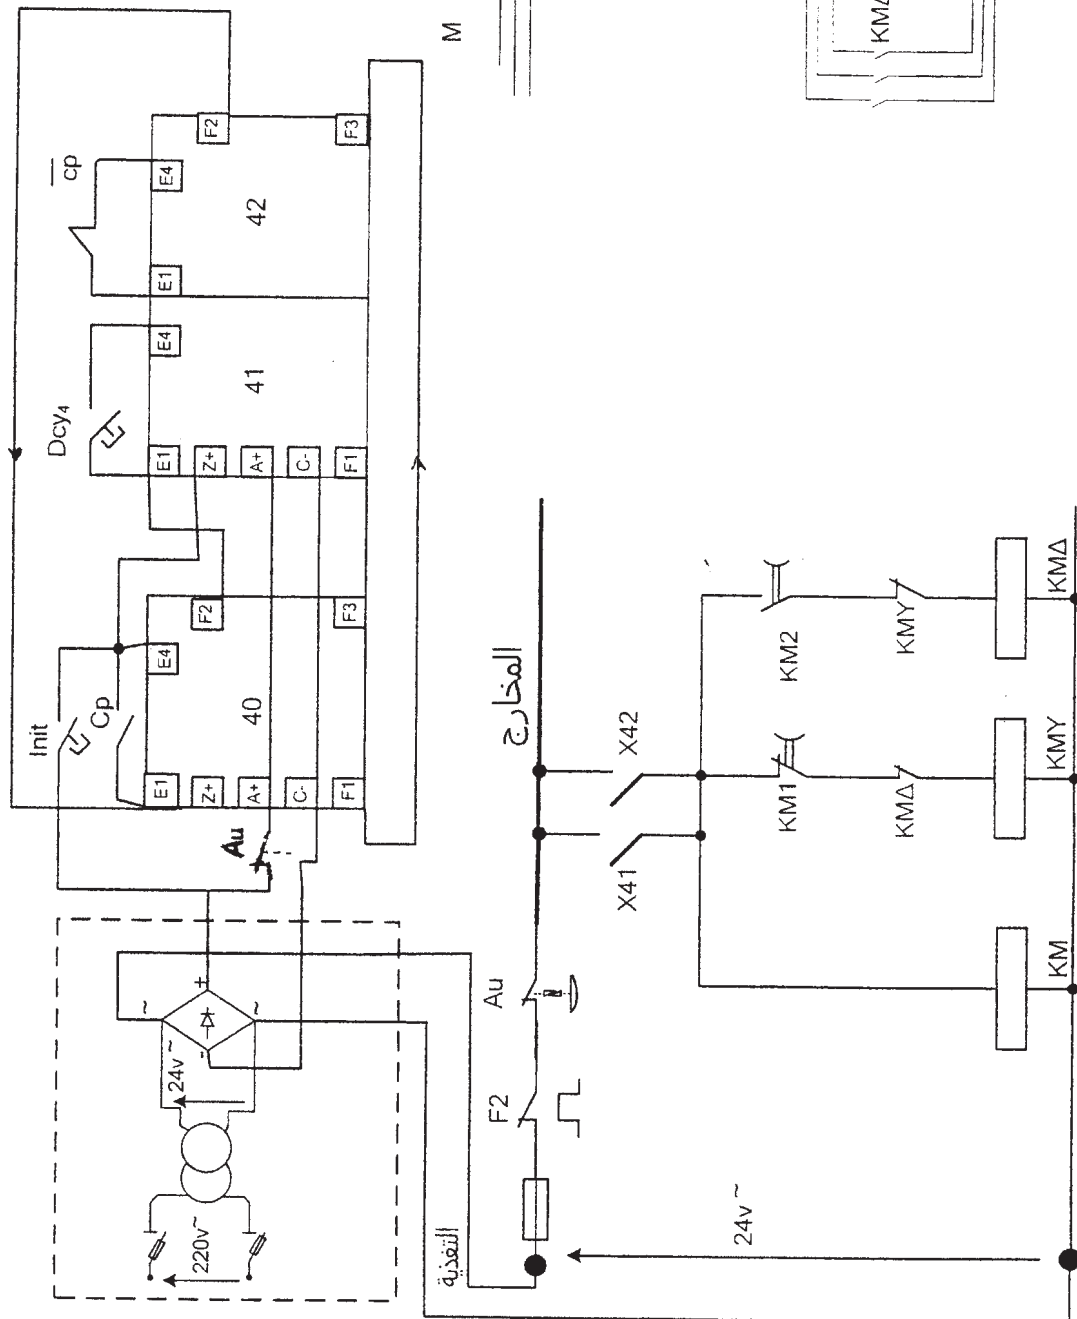 M
KMΔ
cp
E4
F2
42
E1
F3
Dcy₄
E4
41
E1
Z+
A+
C-
F1
Init
Cp
E4
F2
40
F3
E1
Z+
A+
C-
F1
Au
+
~
~
-
24v~
220v~
التغذية
المخارج
F2
Au
X41
X42
24v~
KM1
KM2
KMΔ
KMY
KM
KMY
KMΔ